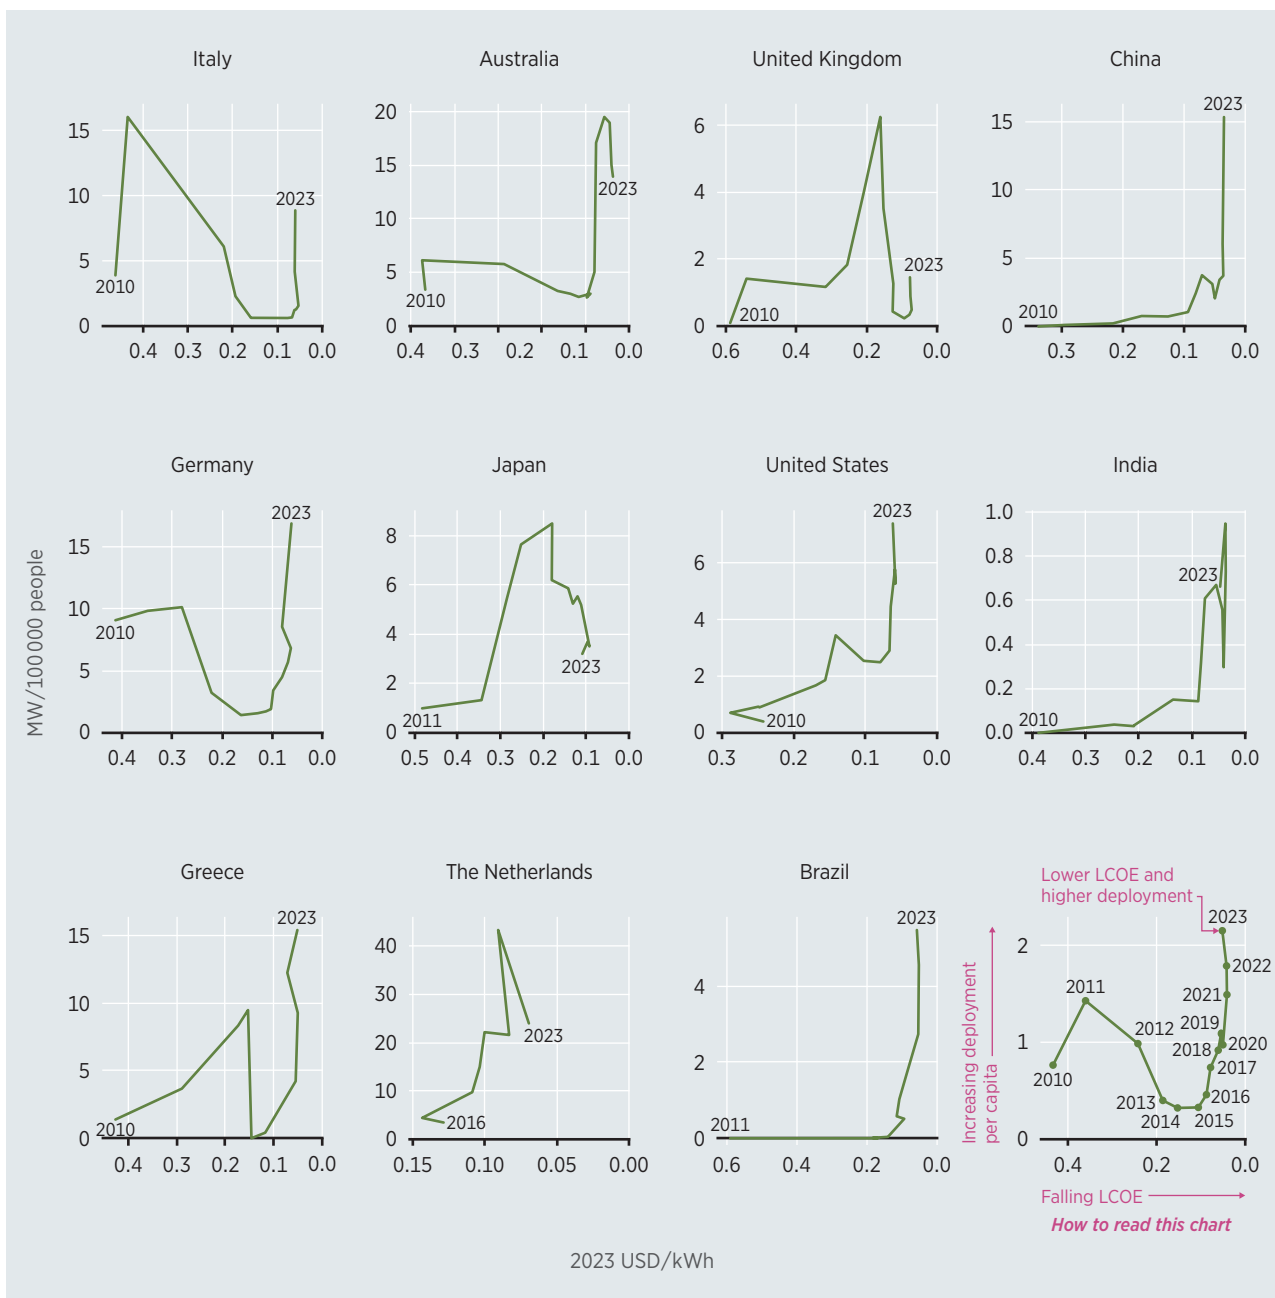 Italy
Australia
United Kingdom
China
15
10
5
0
2010
2023
0.4 0.3 0.2 0.1 0.0
20
15
10
5
0
2010
2023
0.4 0.3 0.2 0.1 0.0
6
4
2
0
2010
2023
0.6 0.4 0.2 0.0
15
10
5
0
2010
2023
0.3 0.2 0.1 0.0
MW/100 000 people
Germany
Japan
United States
India
15
10
5
0
2010
2023
0.4 0.3 0.2 0.1 0.0
8
6
4
2
0
2011
2023
0.5 0.4 0.3 0.2 0.1 0.0
6
4
2
0
2010
2023
0.3 0.2 0.1 0.0
1.0
0.8
0.6
0.4
0.2
0.0
2010
2023
0.4 0.3 0.2 0.1 0.0
Greece
The Netherlands
Brazil
15
10
5
0
2010
2023
0.4 0.3 0.2 0.1 0.0
40
30
20
10
0
2016
2023
0.15 0.10 0.05 0.00
4
2
0
2011
2023
0.6 0.4 0.2 0.0
Lower LCOE and
higher deployment
Increasing deployment
per capita
2
1
0
2023
2022
2011
2021
2019
2012
2020
2018
2010
2017
2013
2016
2014
2015
0.4 0.2 0.0
Falling LCOE
How to read this chart
2023 USD/kWh